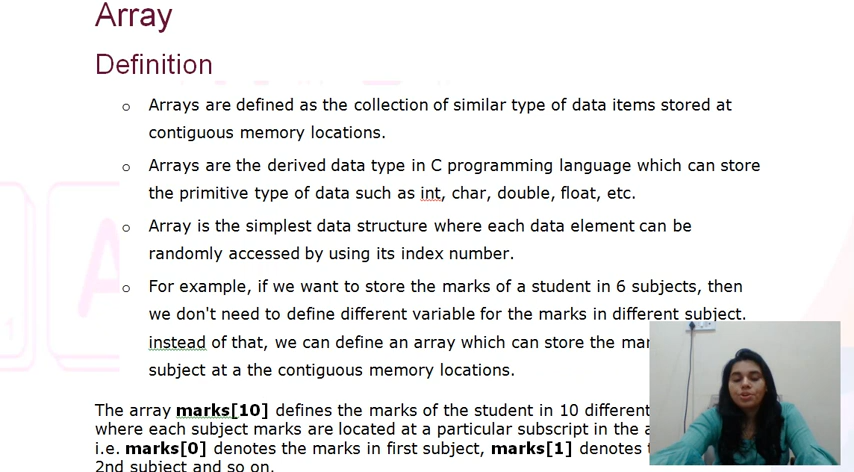 Array
Definition
o Arrays are defined as the collection of similar type of data items stored at
contiguous memory locations.
o Arrays are the derived data type in C programming language which can store
the primitive type of data such as int, char, double, float, etc.
o Array is the simplest data structure where each data element can be
randomly accessed by using its index number.
o For example, if we want to store the marks of a student in 6 subjects, then
we don't need to define different variable for the marks in different subject.
instead of that, we can define an array which can store the
subject at a the contiguous memory locations.
The array marks[10] defines the marks of the student in 10 different
where each subject marks are located at a particular subscript in the
i.e. marks[0] denotes the marks in first subject, marks[1] denotes
2nd subject and so on.